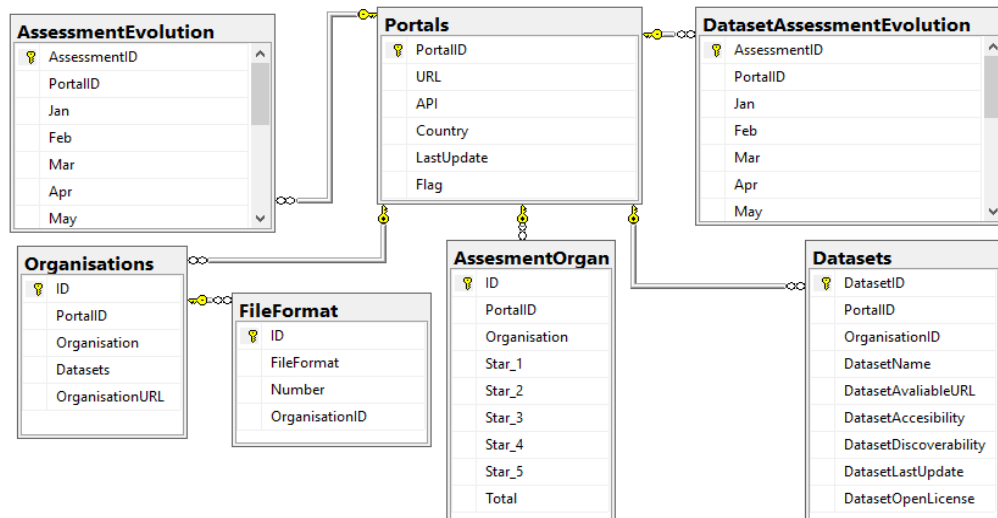 AssessmentEvolution
AssessmentID
PortalID
Jan
Feb
Mar
Apr
May
Portals
PortalID
URL
API
Country
LastUpdate
Flag
DatasetAssessmentEvolution
AssessmentID
PortalID
Jan
Feb
Mar
Apr
May
Organisations
ID
PortalID
Organisation
Datasets
OrganisationURL
FileFormat
ID
FileFormat
Number
OrganisationID
AssesmentOrgan
ID
PortalID
Organisation
Star_1
Star_2
Star_3
Star_4
Star_5
Total
Datasets
DatasetID
PortalID
OrganisationID
DatasetName
DatasetAvaliableURL
DatasetAccesibility
DatasetDiscoverability
DatasetLastUpdate
DatasetOpenLicense